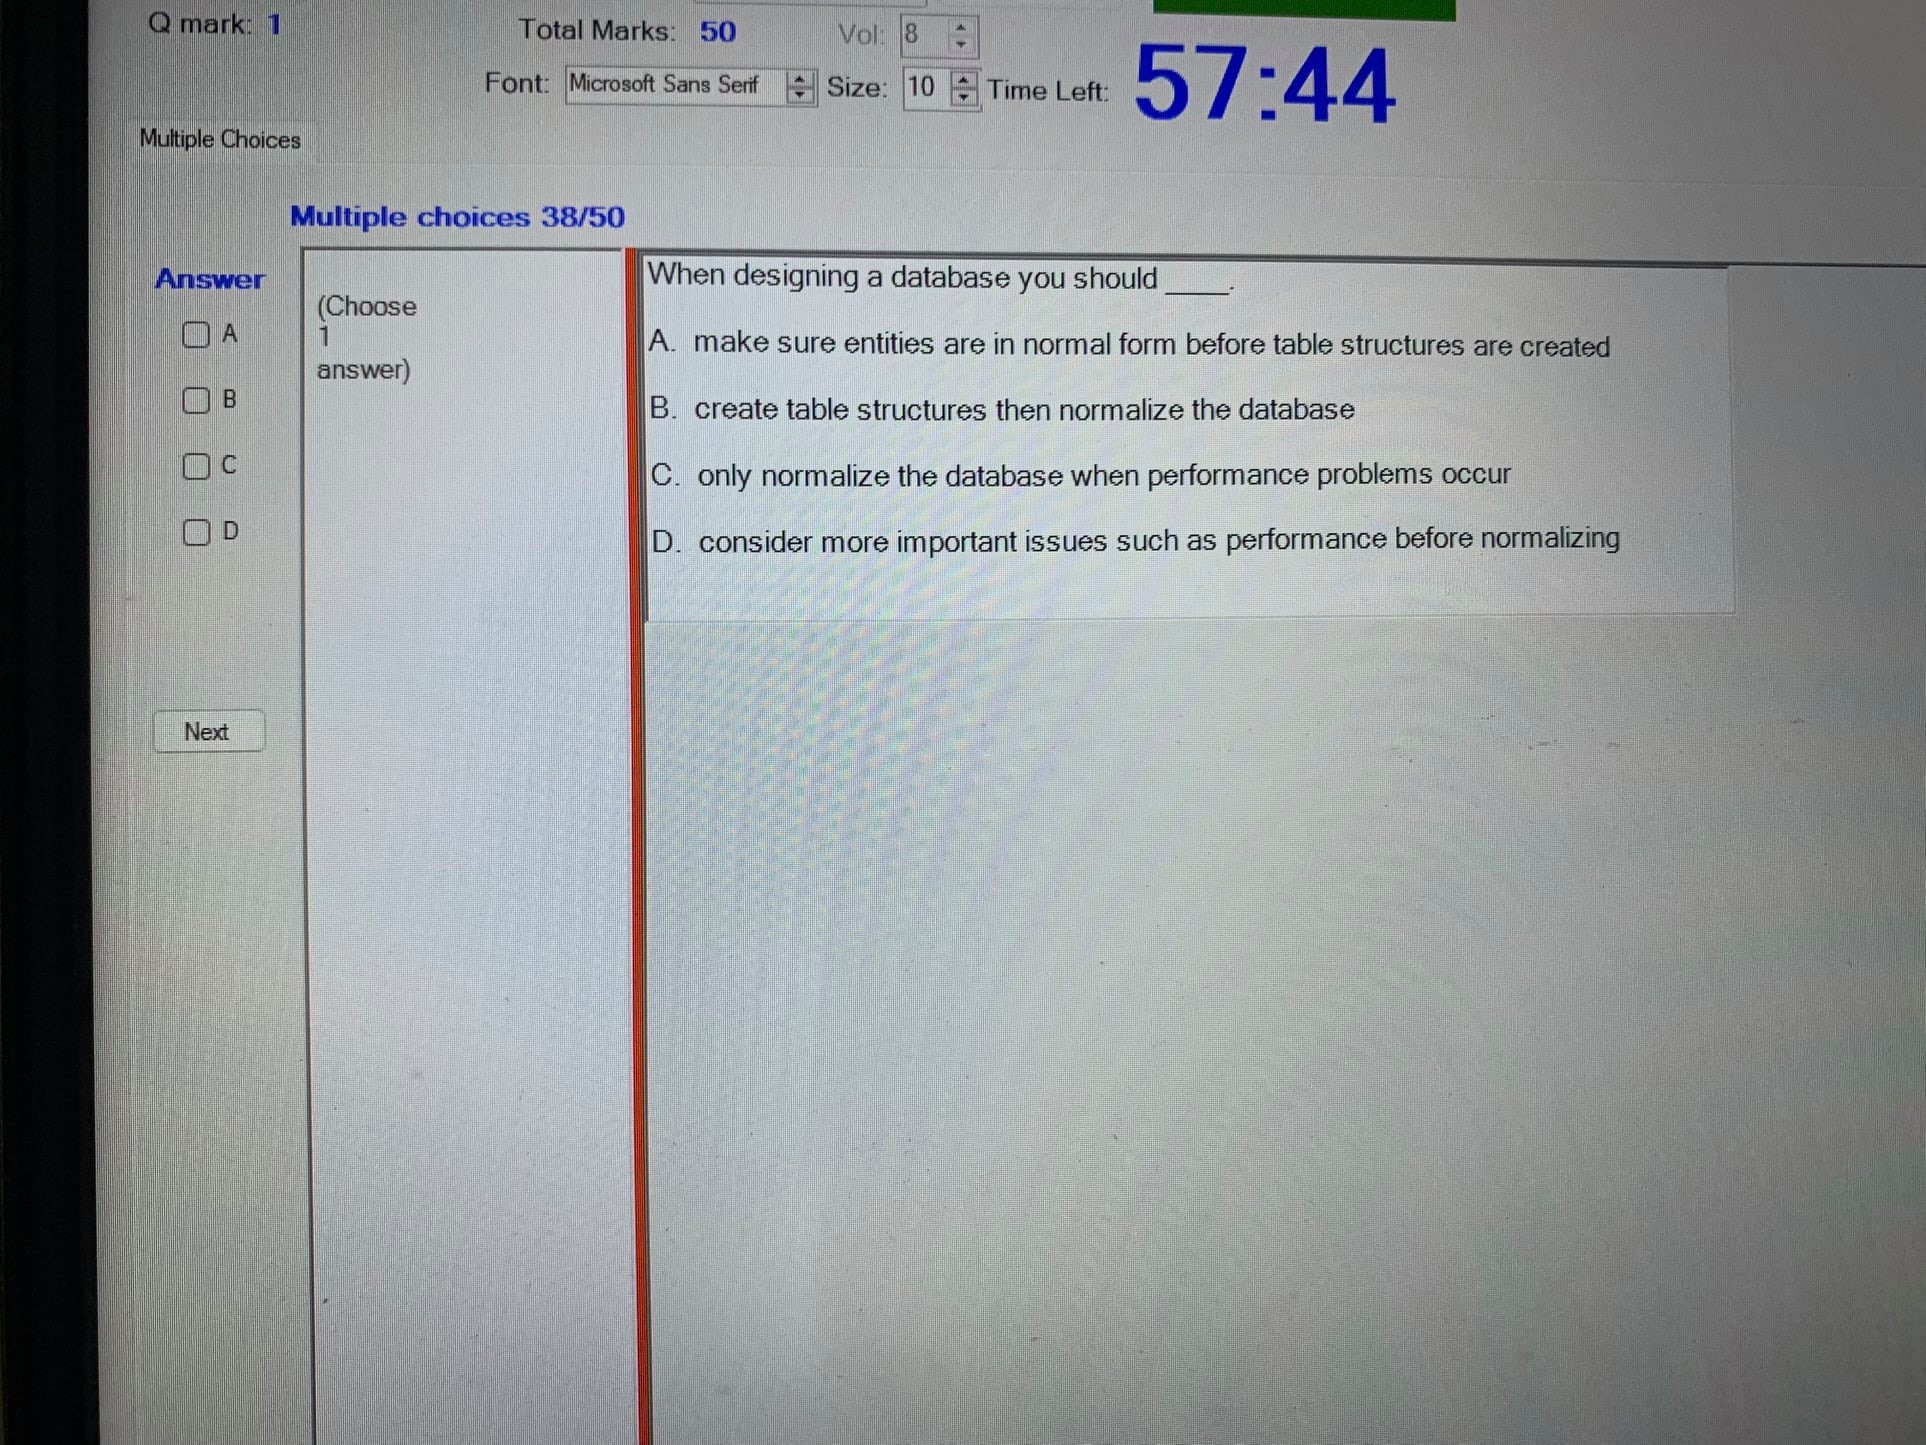 Q mark: 1
Total Marks: 50
Vol: 8
Font: Microsoft Sans Serif
Size: 10
Time Left: 57:44
Multiple Choices
Multiple choices 38/50
Answer
A
B
C
D
Next
(Choose
1
answer)
When designing a database you should ____.
A. make sure entities are in normal form before table structures are created
B. create table structures then normalize the database
C. only normalize the database when performance problems occur
D. consider more important issues such as performance before normalizing